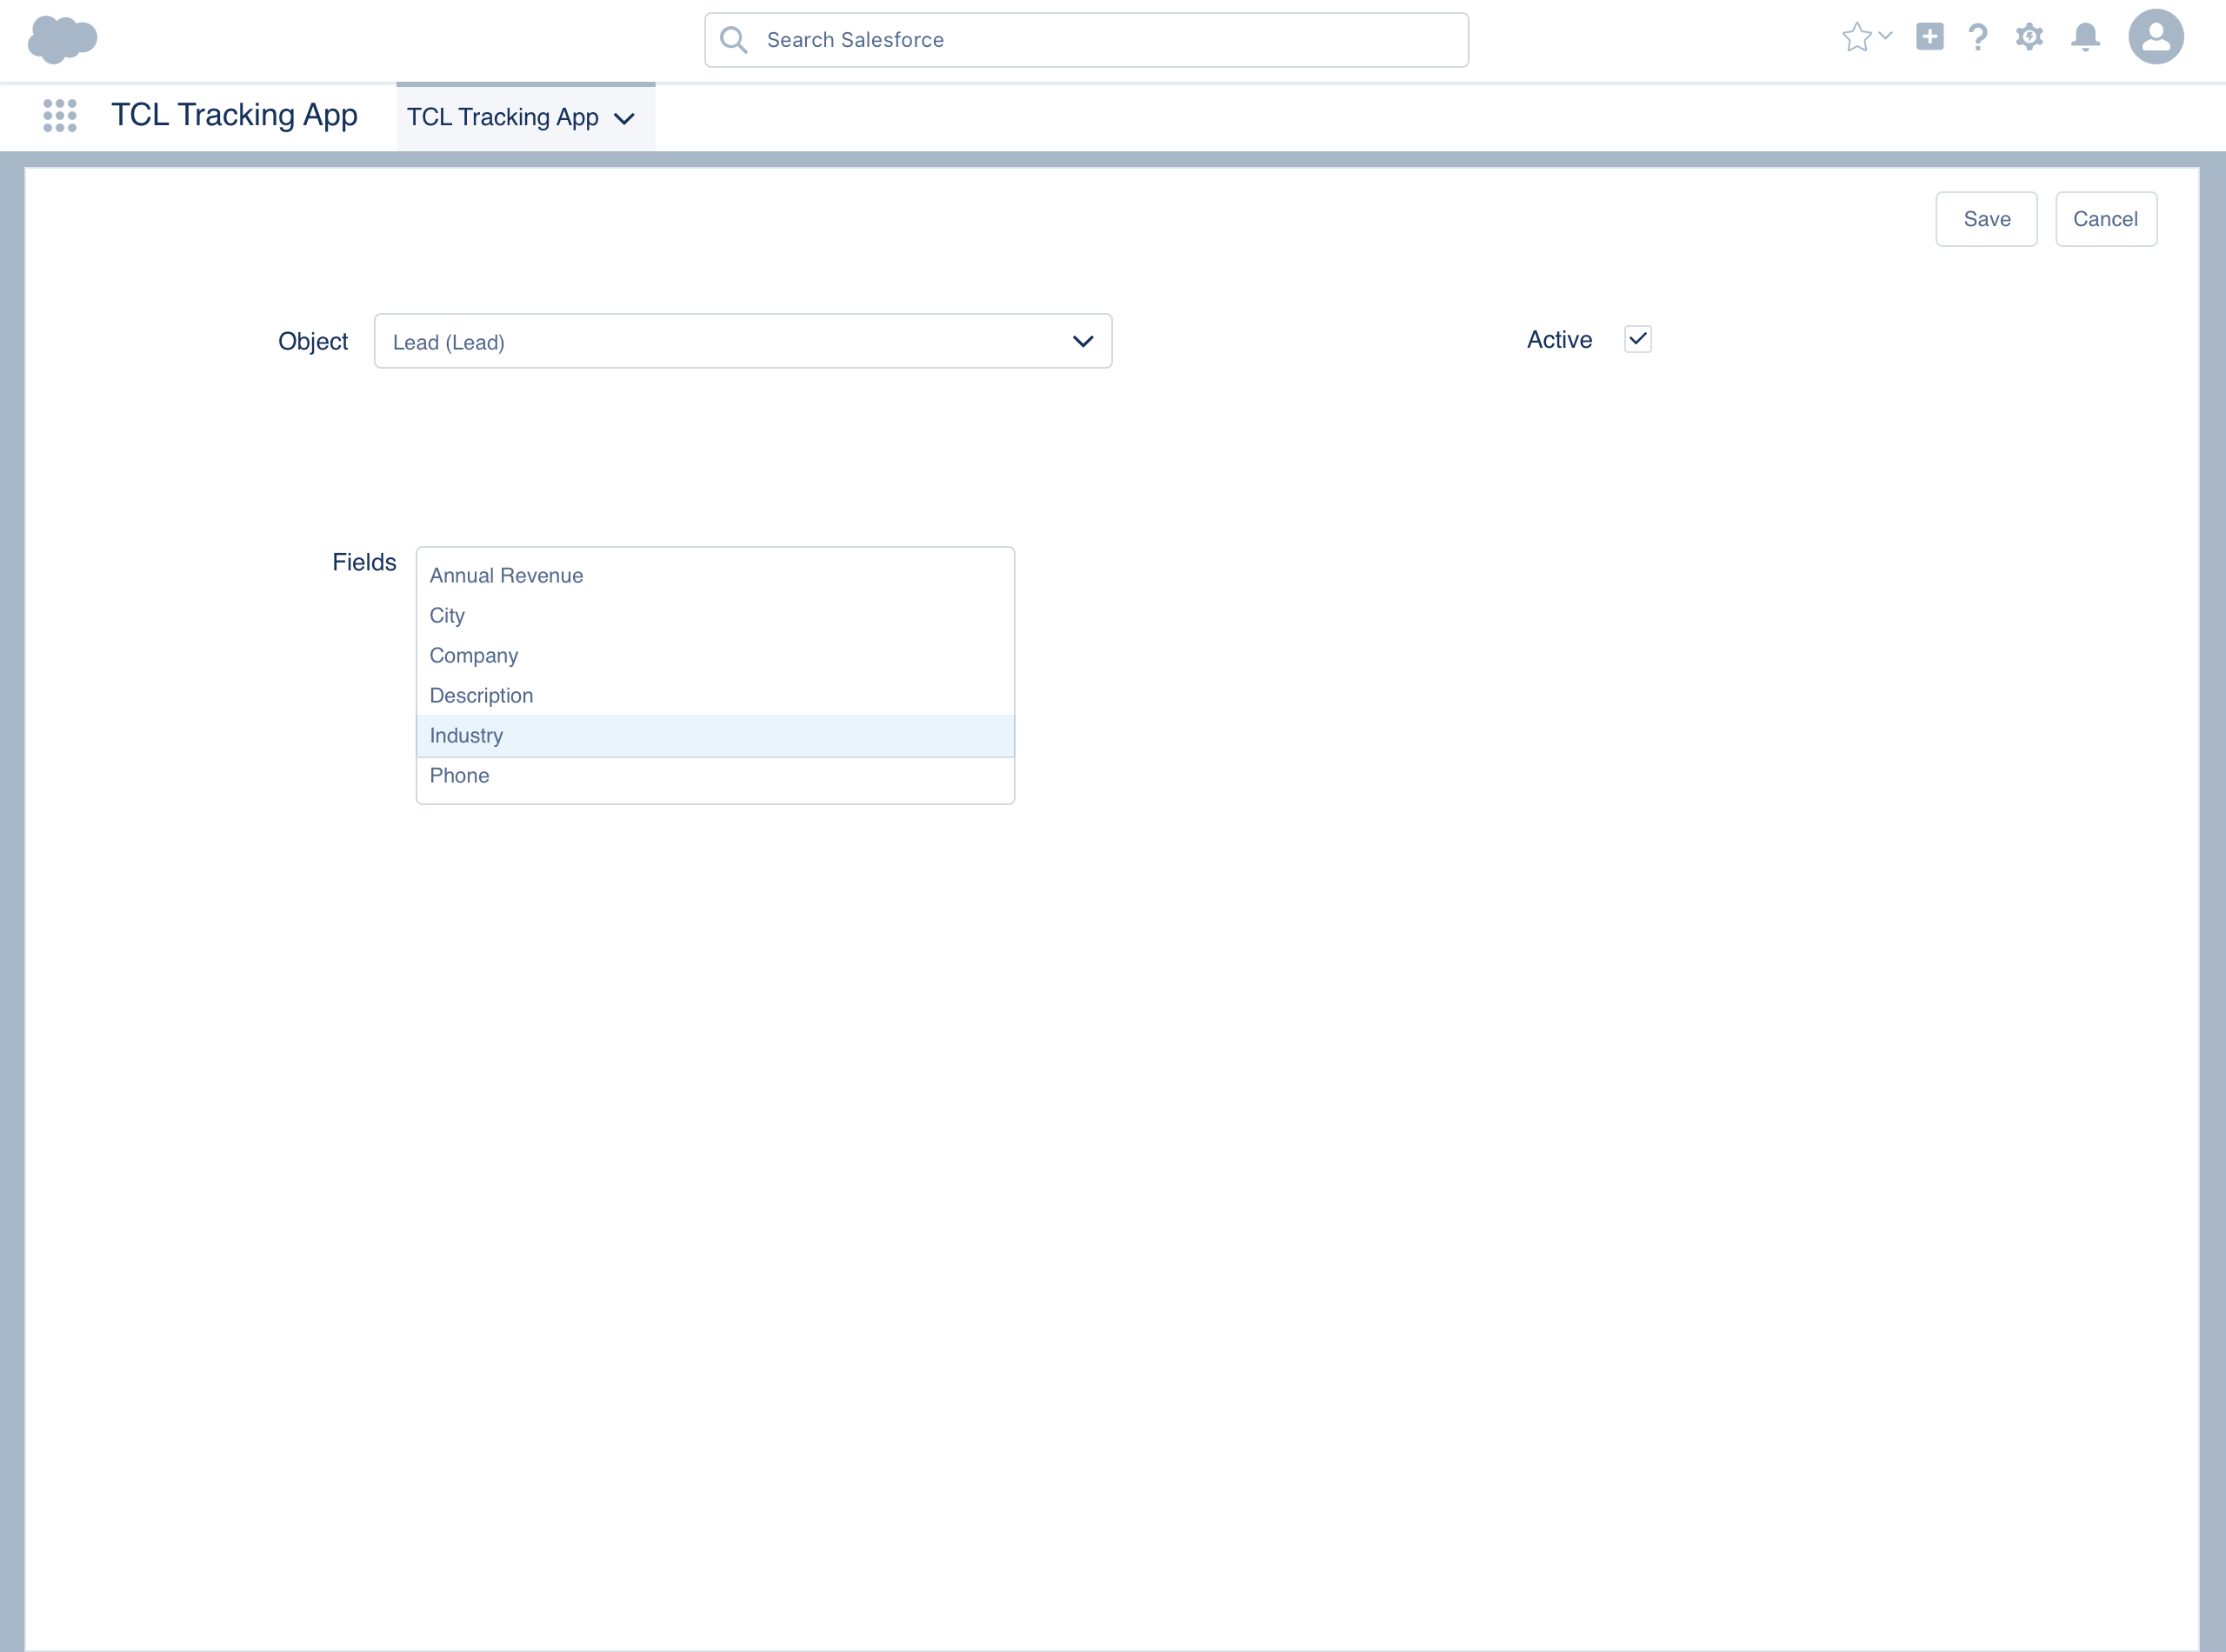 Search Salesforce
TCL Tracking App
TCL Tracking App
Save
Cancel
Object
Lead (Lead)
Active
Fields
Annual Revenue
City
Company
Description
Industry
Phone